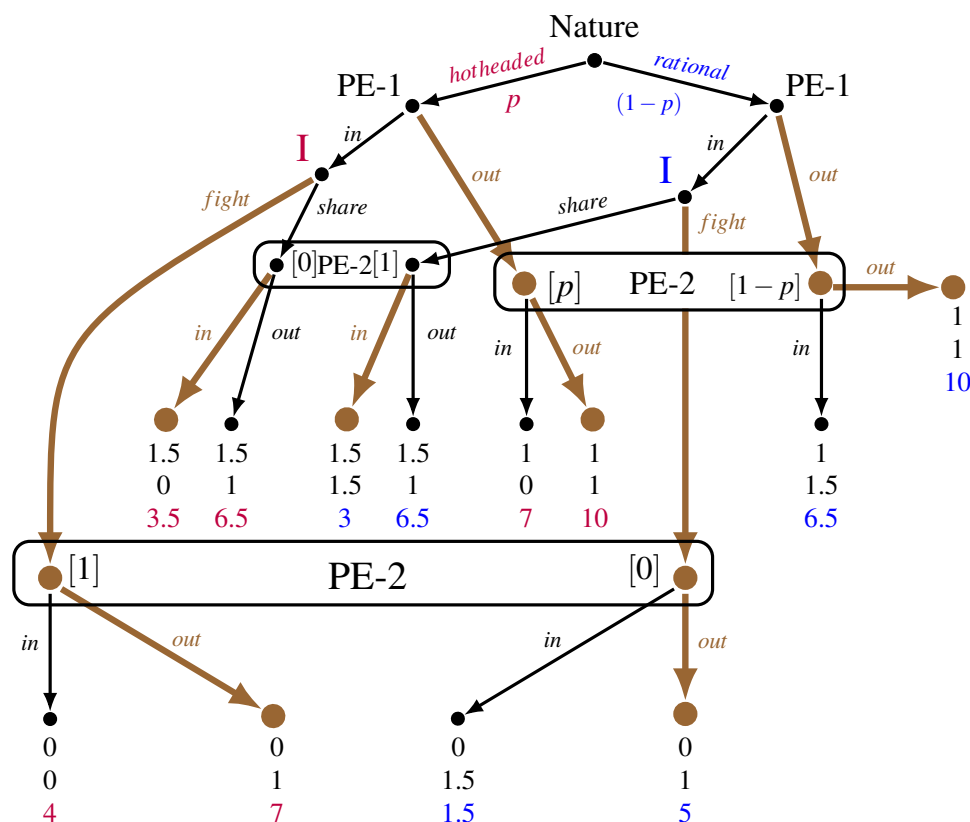 Nature
hotheaded
rational
PE-1
PE-1
p
(1−p)
in
in
I
out
I
out
fight
share
share
fight
[0]PE-2[1]
[p]
PE-2
[1−p]
out
in
out
in
out
in
out
in
1
1
10
1.5
1.5
1.5
1.5
1
1
1
0
1
1.5
1
0
1
1.5
3.5
6.5
3
6.5
7
10
6.5
[1]
PE-2
[0]
in
out
in
out
0
0
0
0
0
1
1.5
1
4
7
1.5
5